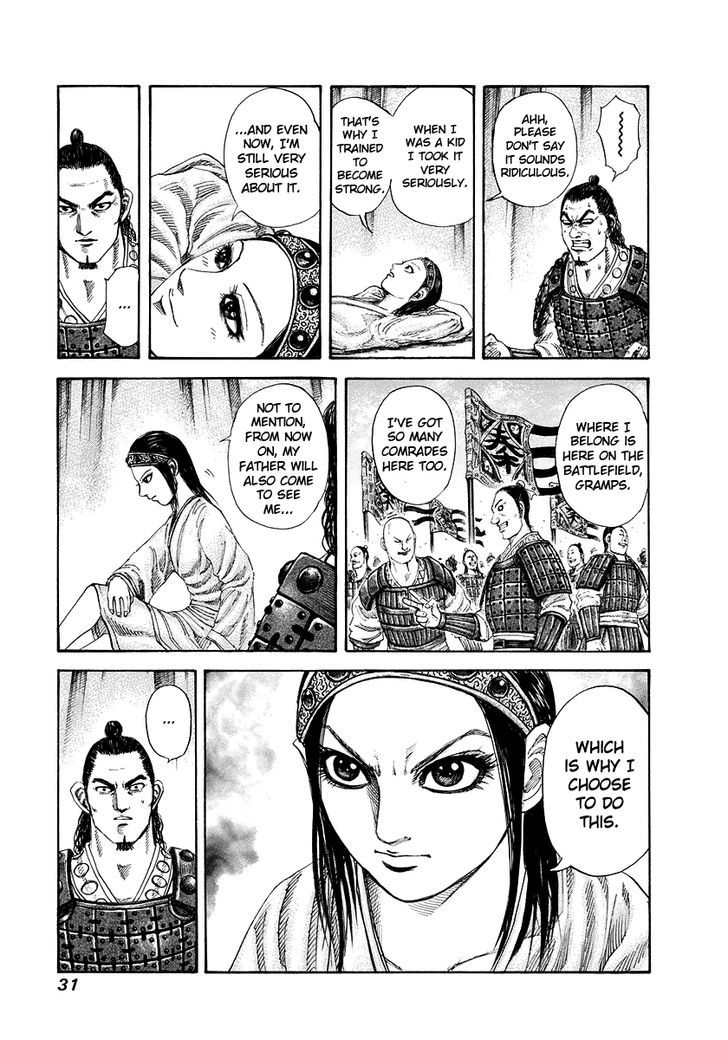 AHH,
PLEASE
DON'T SAY
IT SOUNDS
RIDICULOUS.
WHEN I
WAS A KID
I TOOK IT
VERY
SERIOUSLY.
THAT'S
WHY I
TRAINED
TO
BECOME
STRONG.
...AND EVEN
NOW, I'M
STILL VERY
SERIOUS
ABOUT IT.
...
WHERE I
BELONG IS
HERE ON THE
BATTLEFIELD,
GRAMPS.
I'VE GOT
SO MANY
COMRADES
HERE TOO.
秦
NOT TO
MENTION,
FROM NOW
ON, MY
FATHER WILL
ALSO COME
TO SEE
ME...
WHICH
IS WHY I
CHOOSE
TO DO
THIS.
...
31